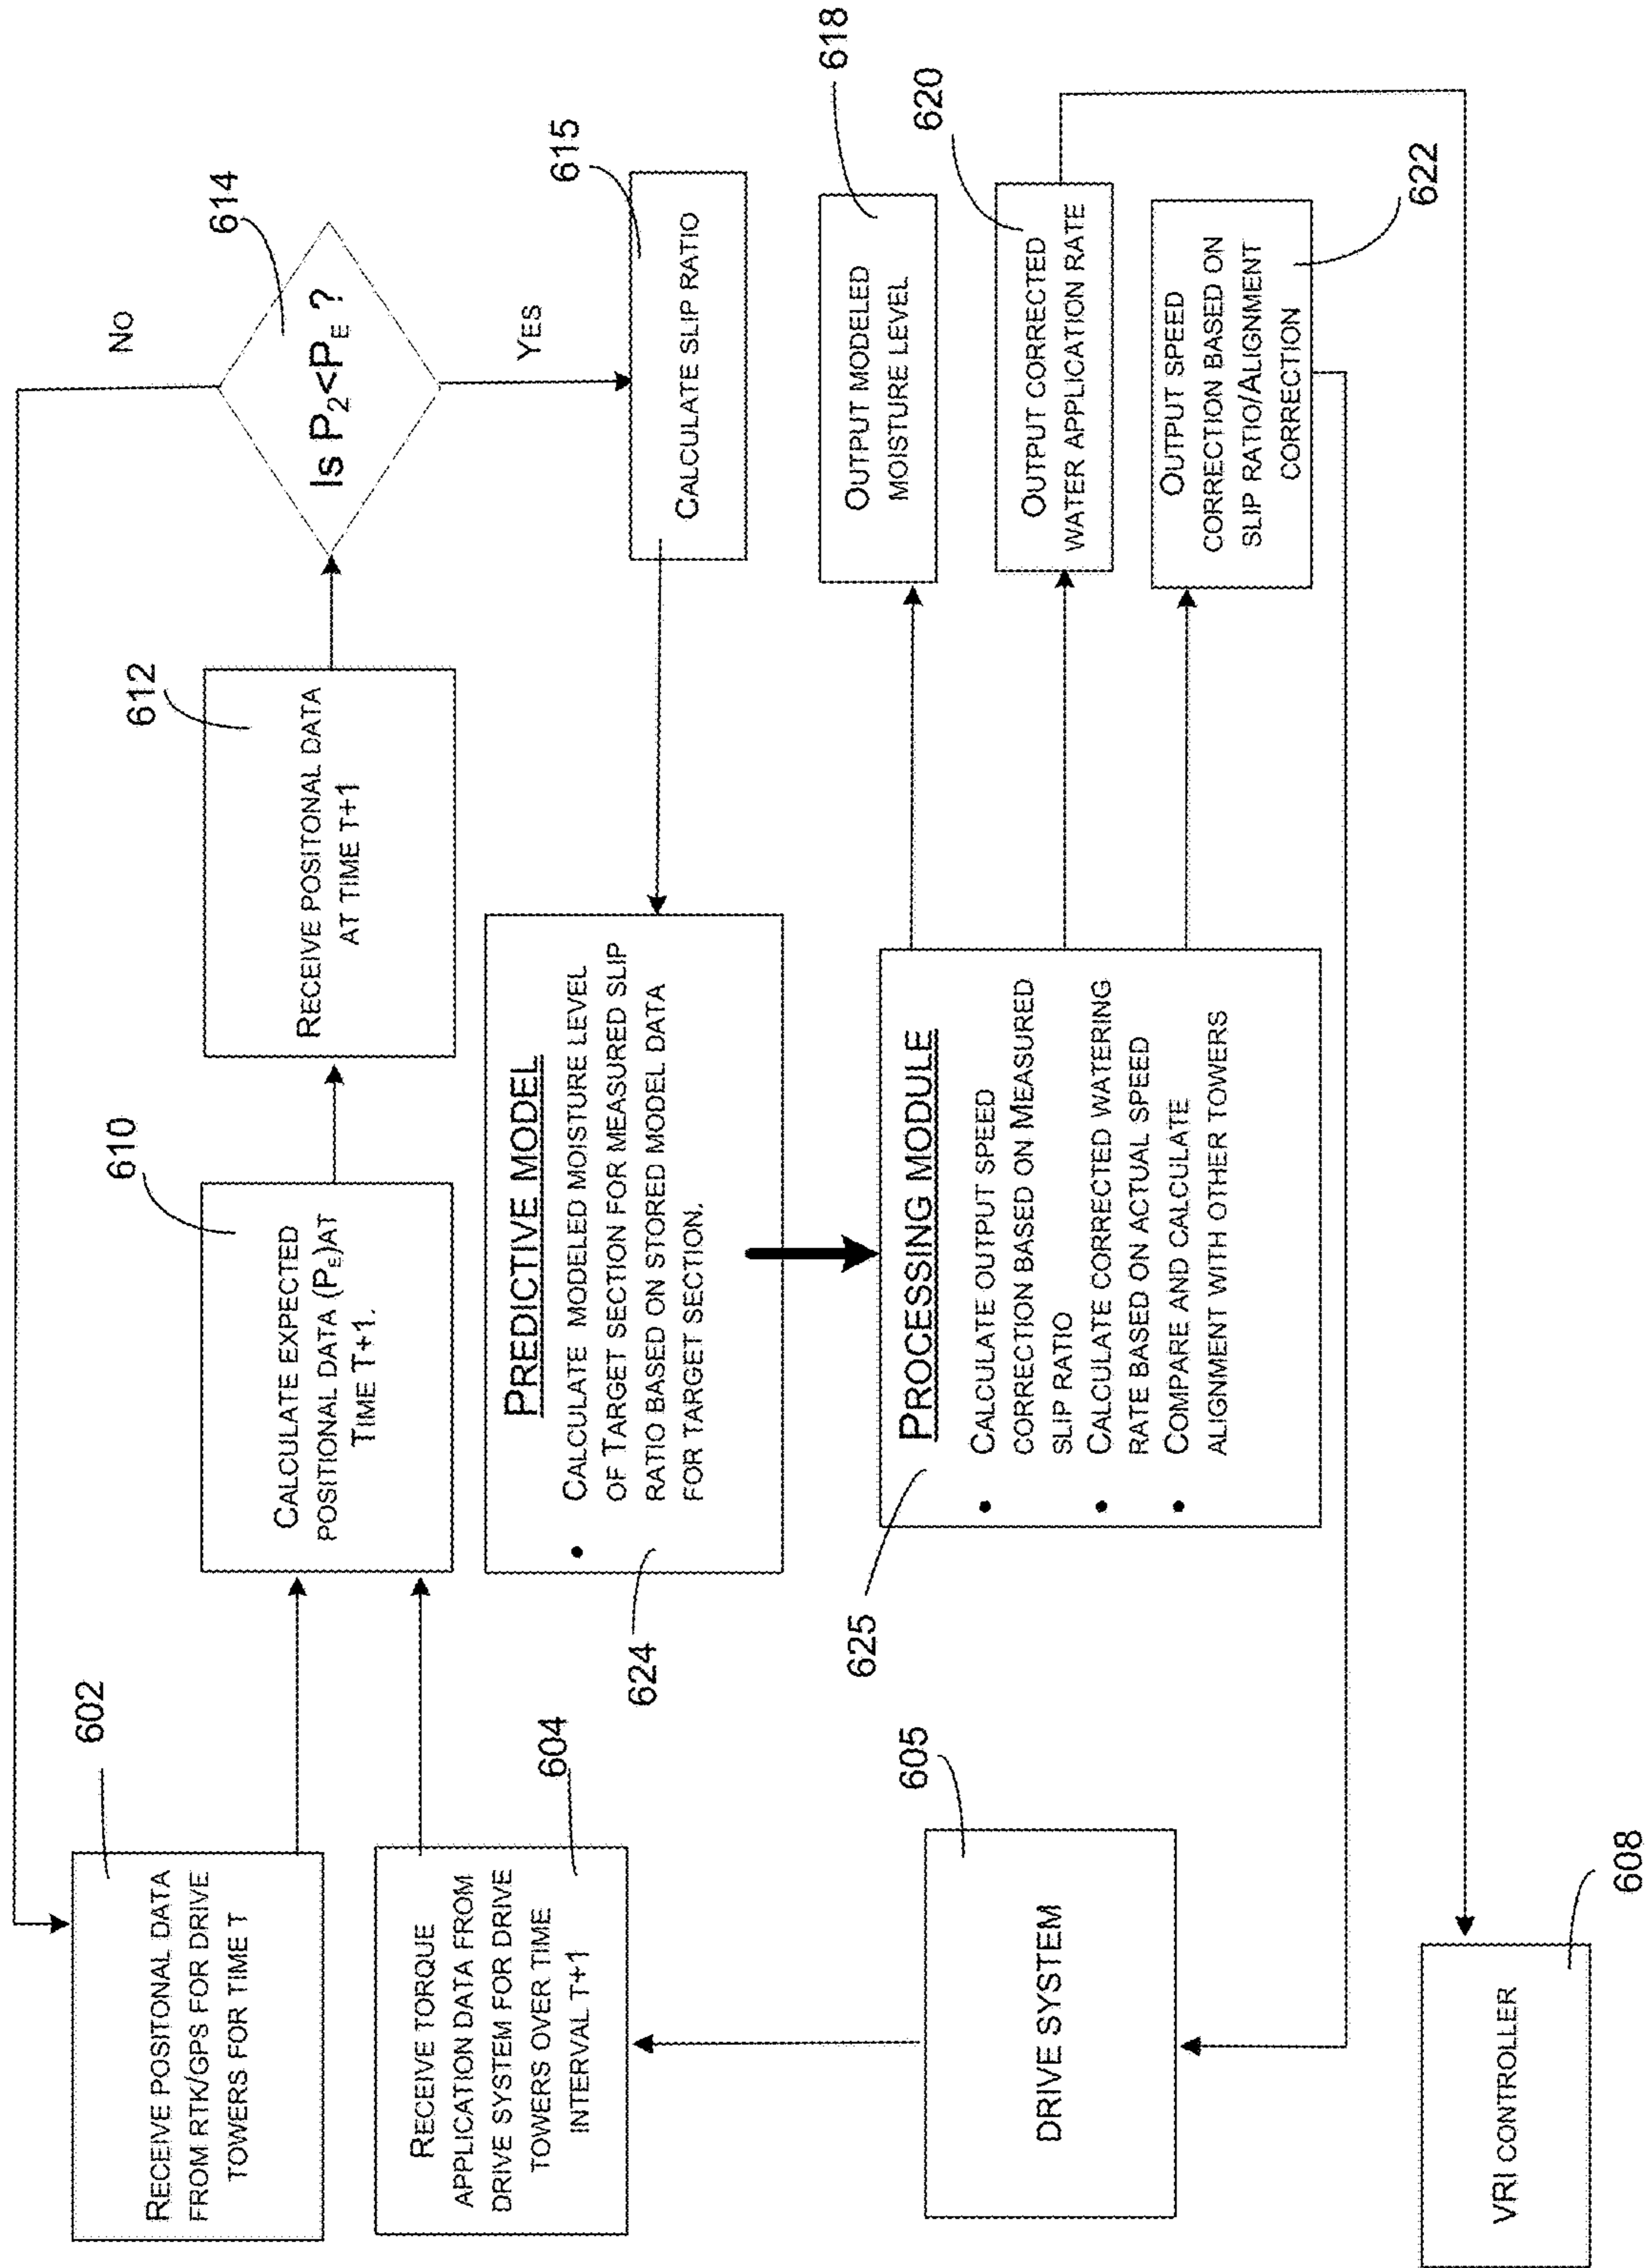 602
RECEIVE POSITONAL DATA
FROM RTK/GPS FOR DRIVE
TOWERS FOR TIME T
604
RECEIVE TORQUE
APPLICATION DATA FROM
DRIVE SYSTEM FOR DRIVE
TOWERS OVER TIME
INTERVAL T+1
605
DRIVE SYSTEM
608
VRI CONTROLLER
610
CALCULATE EXPECTED
POSITIONAL DATA (PE)AT
TIME T+1.
612
RECEIVE POSITONAL DATA
AT TIME T+1
614
IS P2<PE ?
NO
YES
615
CALCULATE SLIP RATIO
624
PREDICTIVE MODEL
• CALCULATE MODELED MOISTURE LEVEL
OF TARGET SECTION FOR MEASURED SLIP
RATIO BASED ON STORED MODEL DATA
FOR TARGET SECTION.
625
PROCESSING MODULE
• CALCULATE OUTPUT SPEED
CORRECTION BASED ON MEASURED
SLIP RATIO
• CALCULATE CORRECTED WATERING
RATE BASED ON ACTUAL SPEED
• COMPARE AND CALCULATE
ALIGNMENT WITH OTHER TOWERS
618
OUTPUT MODELED
MOISTURE LEVEL
620
OUTPUT CORRECTED
WATER APPLICATION RATE
622
OUTPUT SPEED
CORRECTION BASED ON
SLIP RATIO/ALIGNMENT
CORRECTION